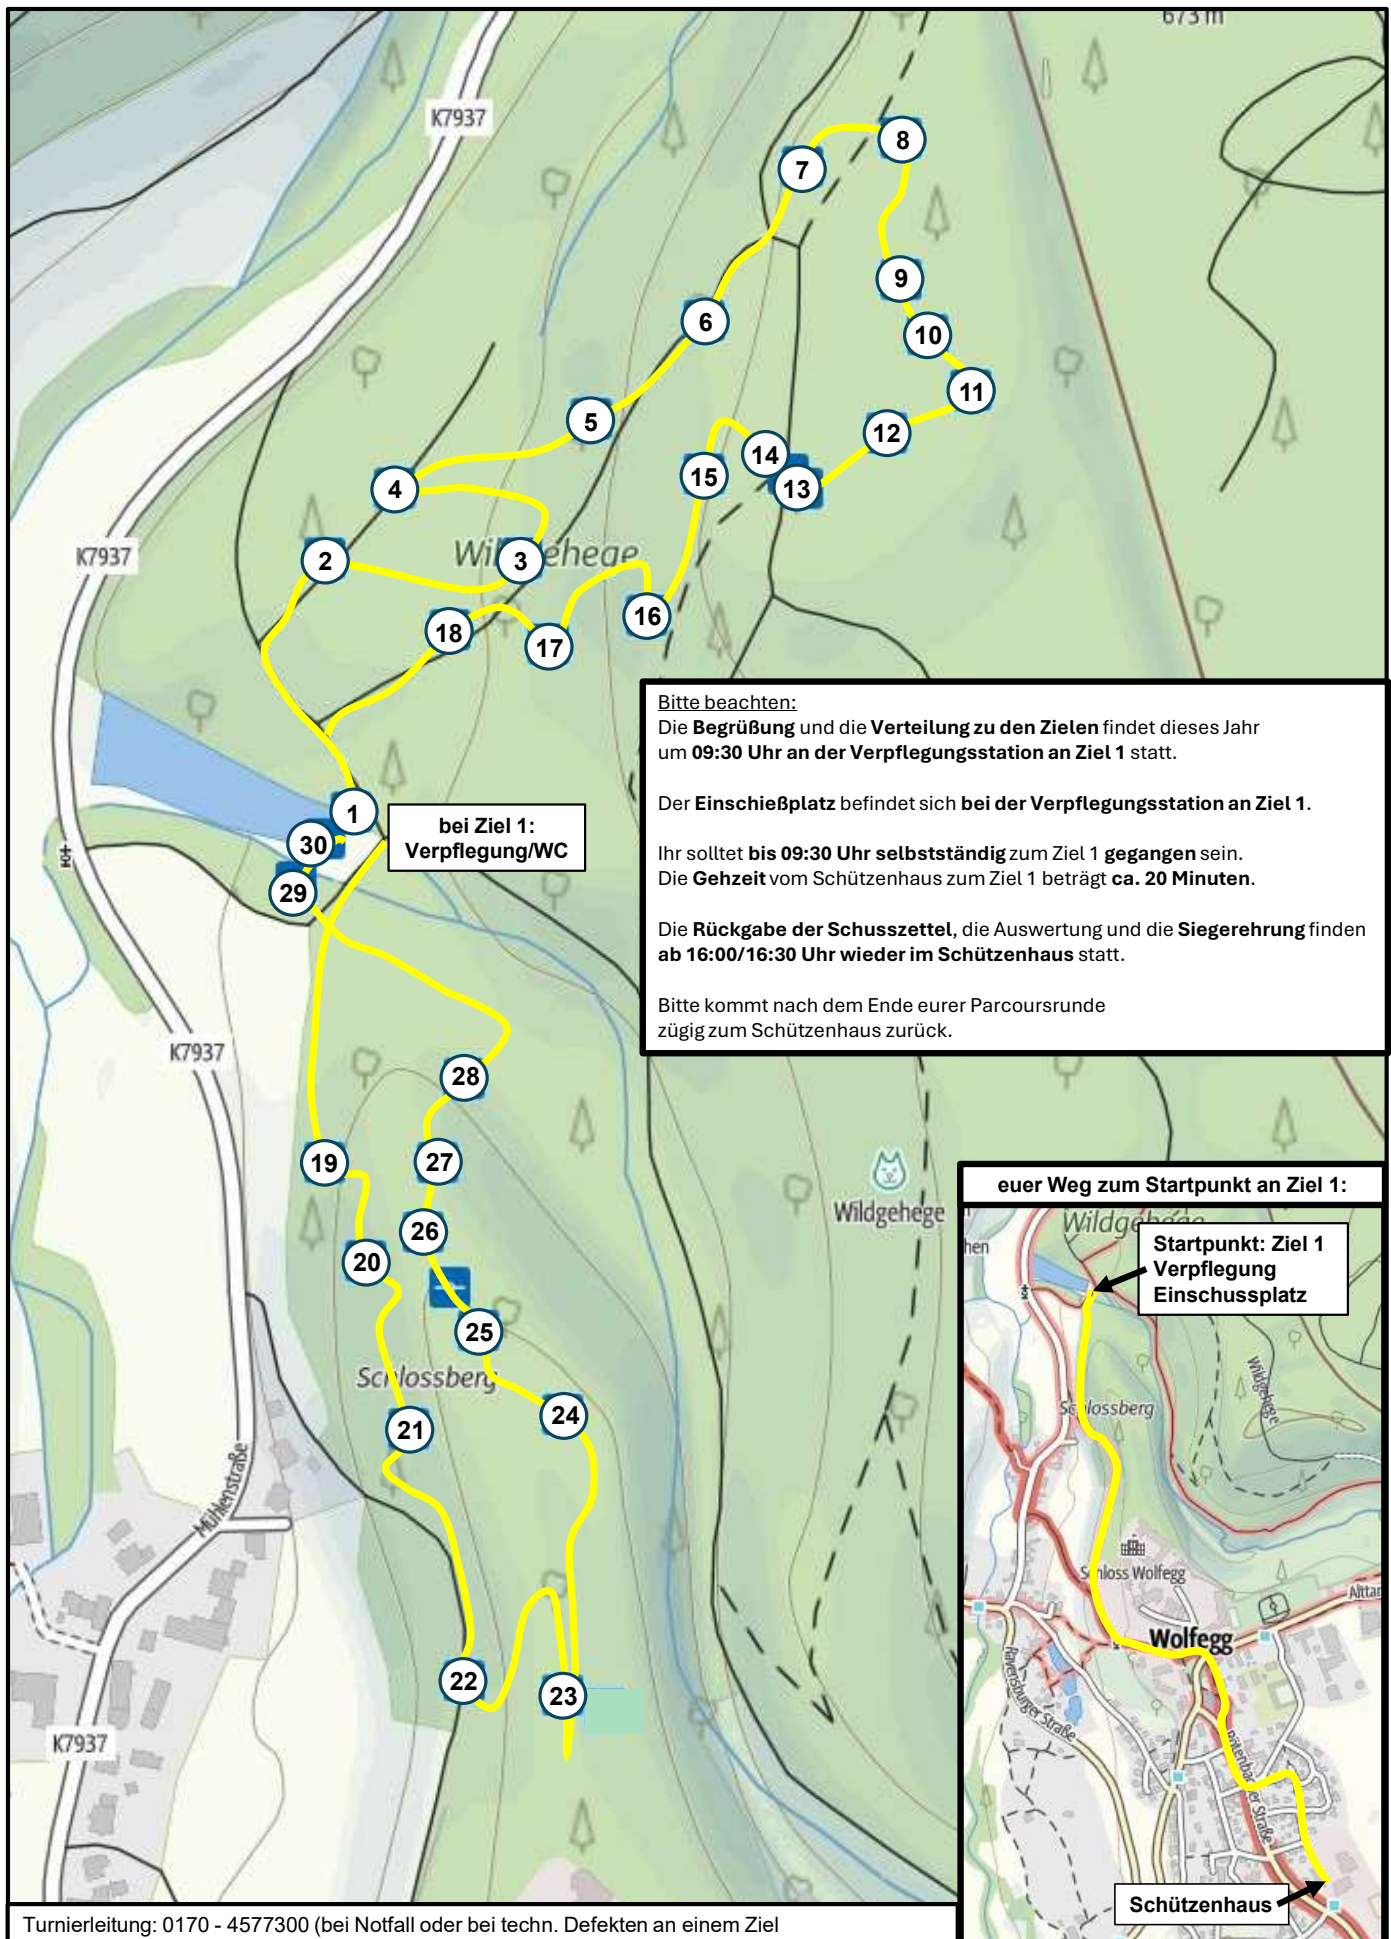 673 m
K7937
8
7
9
6
10
11
5
12
14
15
4
13
K7937
2
Wildgehege
3
16
18
17
Bitte beachten:
Die Begrüßung und die Verteilung zu den Zielen findet dieses Jahr
um 09:30 Uhr an der Verpflegungsstation an Ziel 1 statt.
Der Einschießplatz befindet sich bei der Verpflegungsstation an Ziel 1.
Ihr solltet bis 09:30 Uhr selbstständig zum Ziel 1 gegangen sein.
Die Gehzeit vom Schützenhaus zum Ziel 1 beträgt ca. 20 Minuten.
Die Rückgabe der Schusszettel, die Auswertung und die Siegerehrung finden
ab 16:00/16:30 Uhr wieder im Schützenhaus statt.
Bitte kommt nach dem Ende eurer Parcoursrunde
zügig zum Schützenhaus zurück.
1
30
29
bei Ziel 1:
Verpflegung/WC
K7937
28
19
27
26
20
25
Schlossberg
24
21
Wildgehege
Mühlenstraße
22
23
K7937
euer Weg zum Startpunkt an Ziel 1:
hen
Wildgehege
Startpunkt: Ziel 1
Verpflegung
Einschussplatz
Wildgehege
Schlossberg
Schloss Wolfegg
Alttan
Wolfegg
Ravensburger Straße
Rötenbacher Straße
Schützenhaus
Turnierleitung: 0170 - 4577300 (bei Notfall oder bei techn. Defekten an einem Ziel